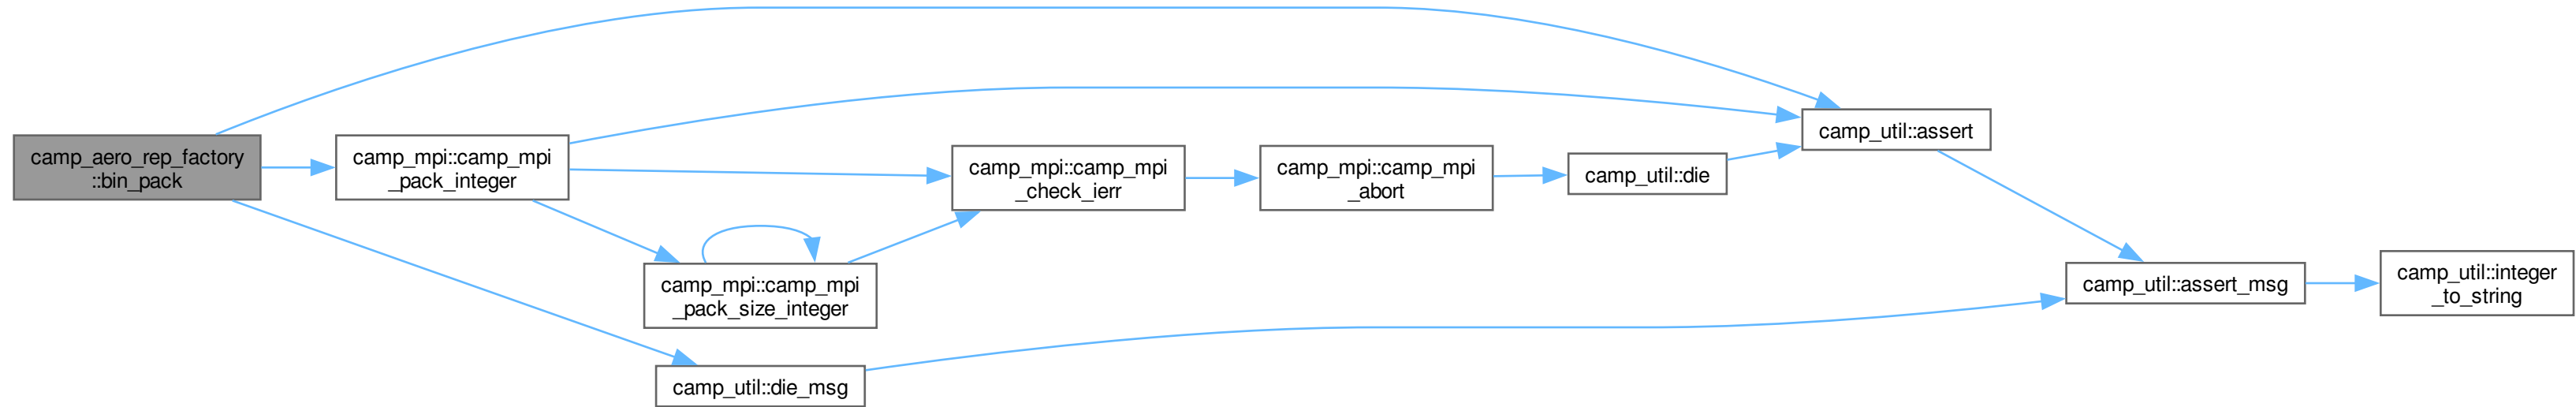 camp_aero_rep_factory
::bin_pack
camp_mpi::camp_mpi
_pack_integer
camp_mpi::camp_mpi
_pack_size_integer
camp_util::die_msg
camp_mpi::camp_mpi
_check_ierr
camp_mpi::camp_mpi
_abort
camp_util::die
camp_util::assert
camp_util::assert_msg
camp_util::integer
_to_string